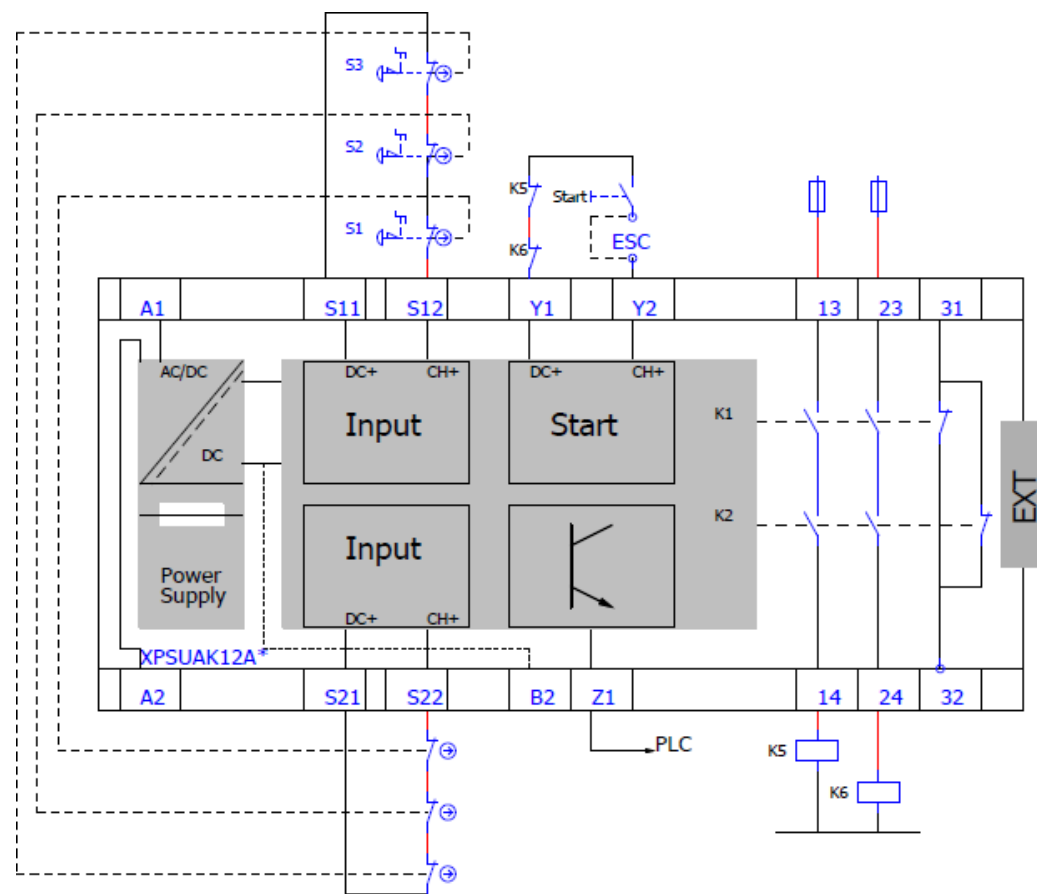 S3
S2
K5
Start
S1
K6
ESC
A1
S11
S12
Y1
Y2
13
23
31
AC/DC
DC+
CH+
DC+
CH+
Input
Start
K1
DC
EXT
K2
Input
Power
Supply
DC+
CH+
XPSUAK12A*
A2
S21
S22
B2
Z1
14
24
32
PLC
K5
K6